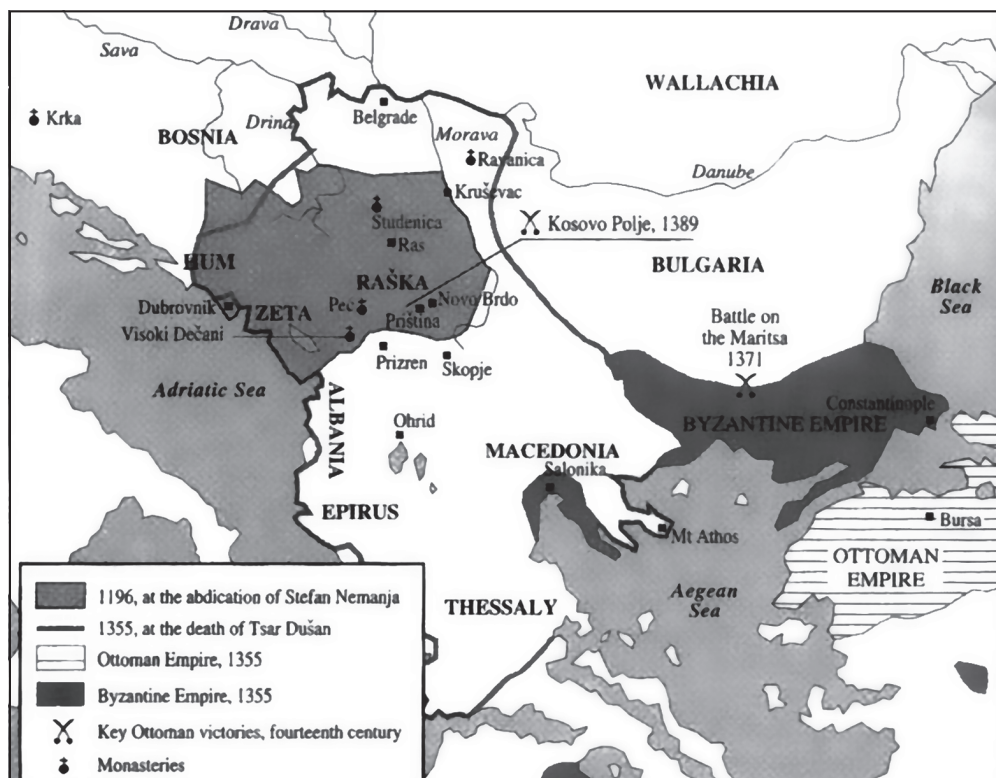 Drava
Sava
WALLACHIA
Krka
Drina
Belgrade
BOSNIA
Morava
Ravanica
Danube
Kruševac
Studenica
Kosovo Polje, 1389
Ras
HUM
RAŠKA
BULGARIA
Black
Sea
Dubrovnik
ZETA
Pec
Novo Brdo
Priština
Visoki Dečani
Battle on
the Maritsa
1371
Prizren
Skopje
Adriatic Sea
ALBANIA
Ohrid
Constantinople
BYZANTINE EMPIRE
MACEDONIA
Salonika
EPIRUS
Mt Athos
Bursa
OTTOMAN
EMPIRE
Aegean
Sea
THESSALY
1196, at the abdication of Stefan Nemanja
1355, at the death of Tsar Dušan
Ottoman Empire, 1355
Byzantine Empire, 1355
Key Ottoman victories, fourteenth century
Monasteries